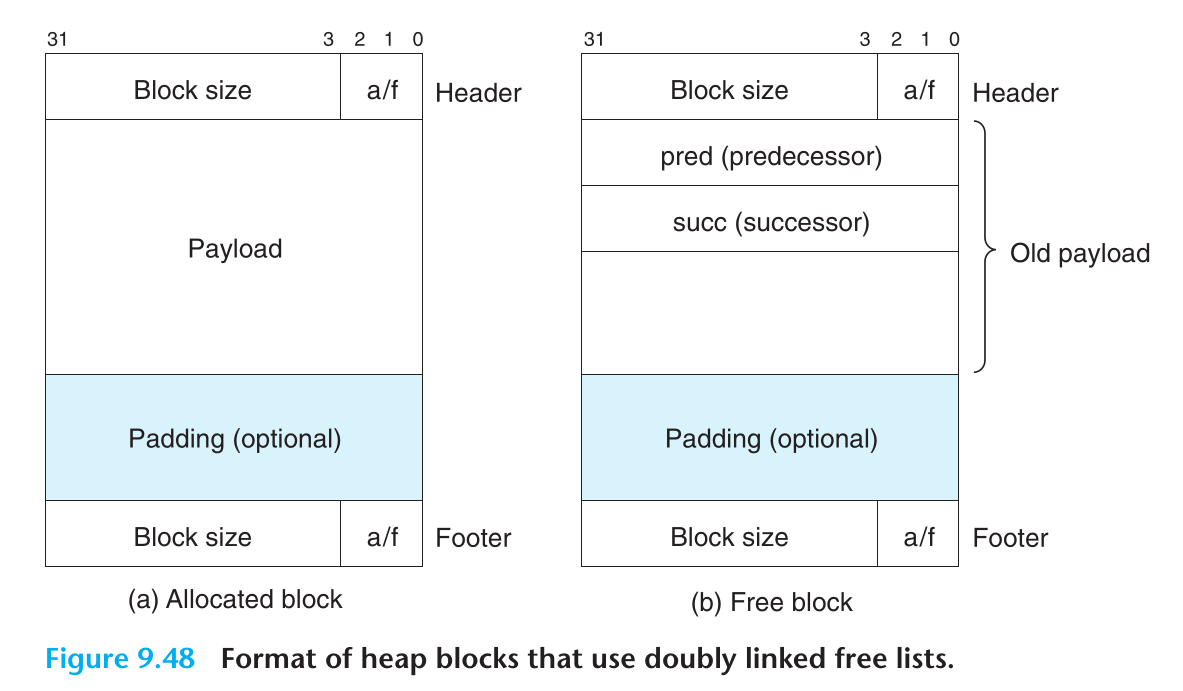 31 3 2 1 0
Block size a/f Header
Payload
Padding (optional)
Block size a/f Footer
(a) Allocated block
31 3 2 1 0
Block size a/f Header
pred (predecessor)
succ (successor)
Old payload
Padding (optional)
Block size a/f Footer
(b) Free block
Figure 9.48 Format of heap blocks that use doubly linked free lists.